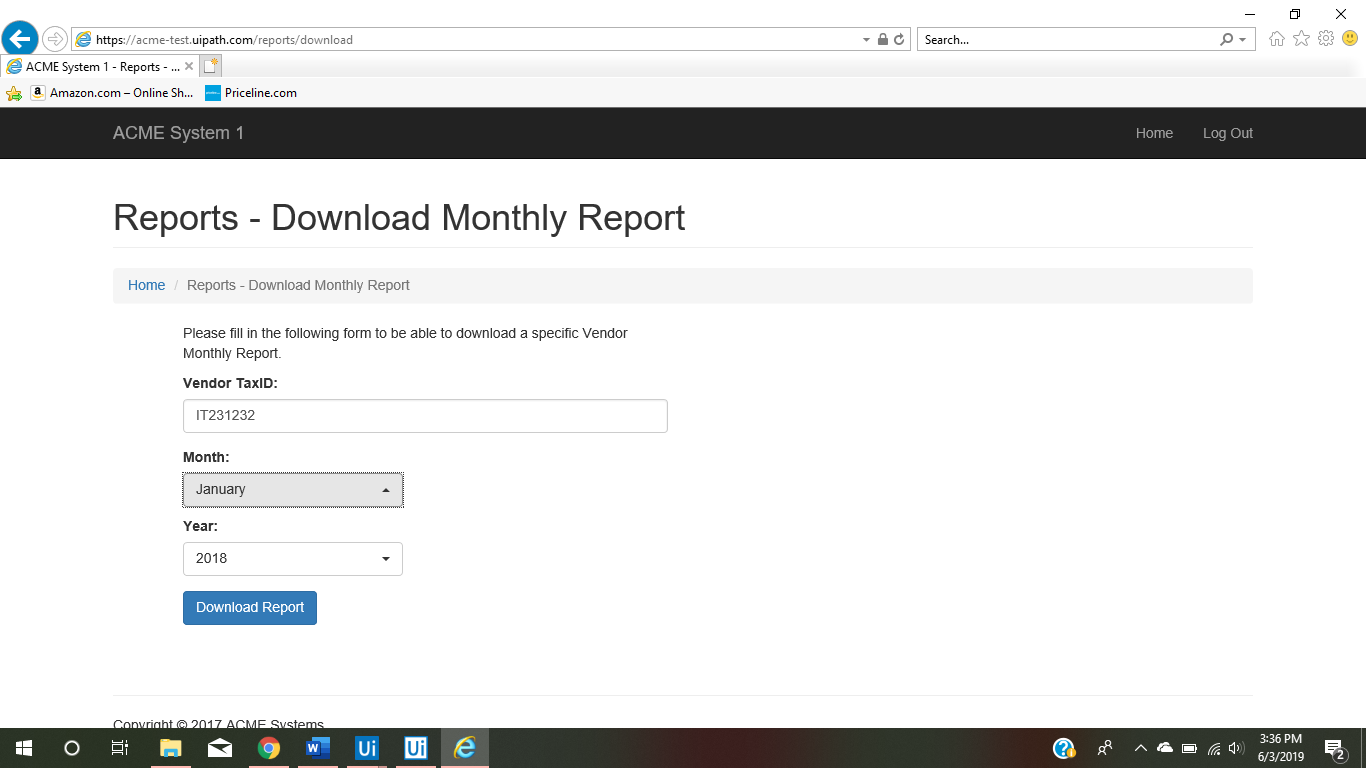 https://acme-test.uipath.com/reports/download
Search...
ACME System 1 - Reports - ...
Amazon.com – Online Sh...
Priceline.com
ACME System 1
Home
Log Out
Reports - Download Monthly Report
Home / Reports - Download Monthly Report
Please fill in the following form to be able to download a specific Vendor
Monthly Report.
Vendor TaxID:
IT231232
Month:
January
Year:
2018
Download Report
Copyright © 2017 ACME Systems
3:36 PM
6/3/2019
2